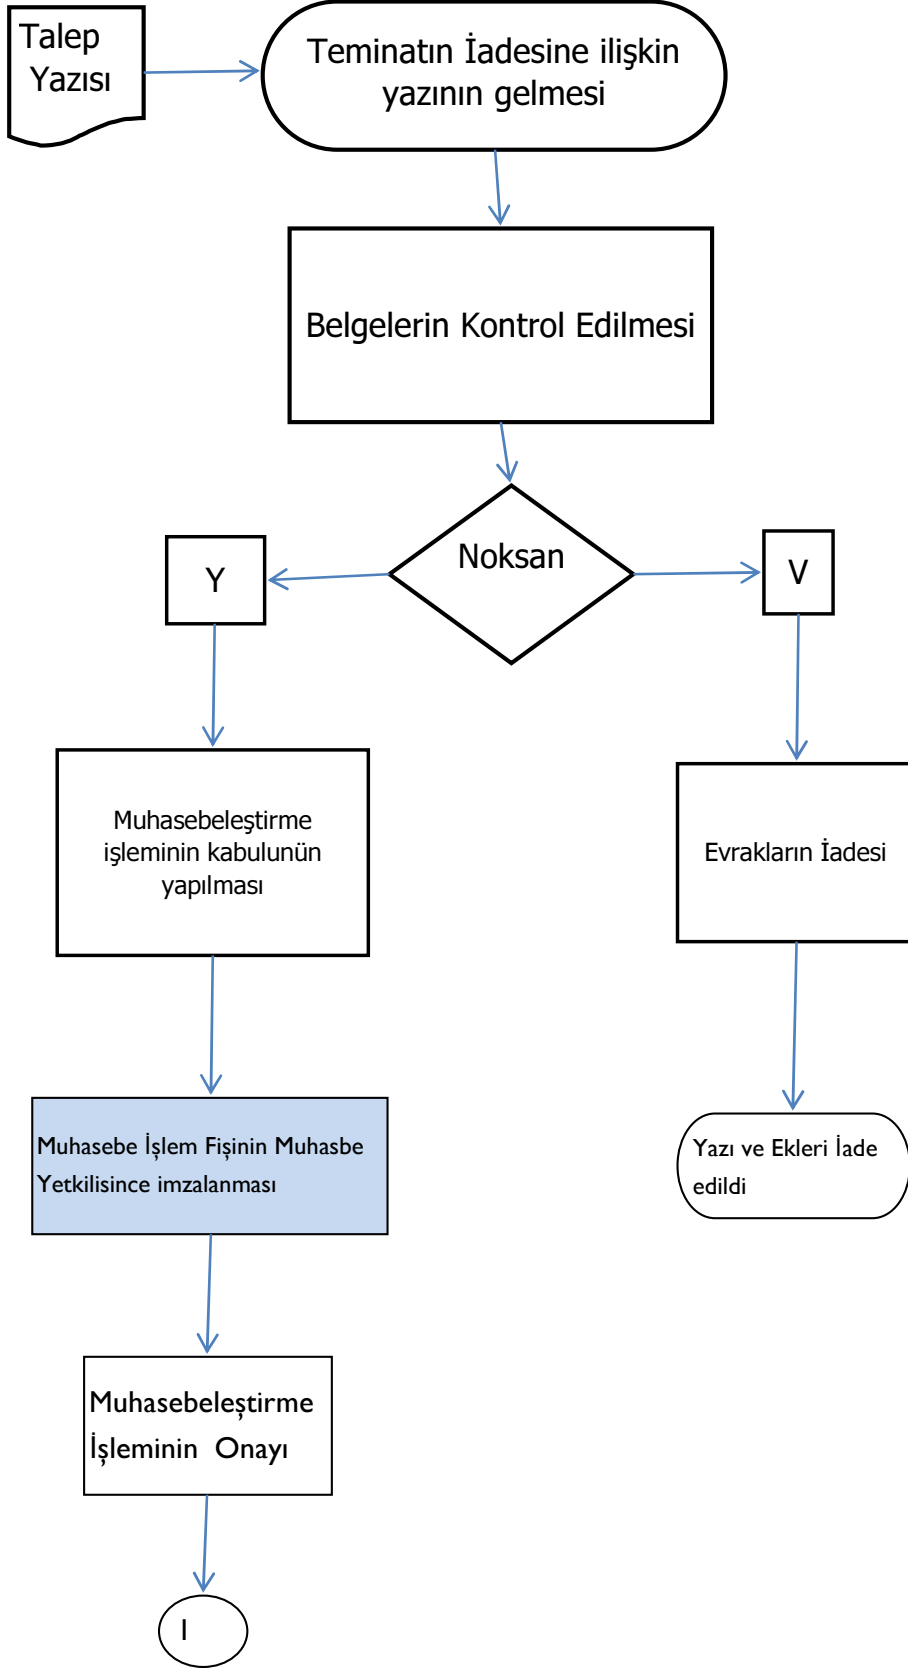 Talep
Yazısı
Teminatın İadesine ilişkin
yazının gelmesi
Belgelerin Kontrol Edilmesi
Noksan
Y
V
Muhasebeleştirme
işleminin kabulunün
yapılması
Evrakların İadesi
Muhasebe İşlem Fişinin Muhasbe
Yetkilisince imzalanması
Yazı ve Ekleri İade
edildi
Muhasebeleştirme
İşleminin Onayı
I